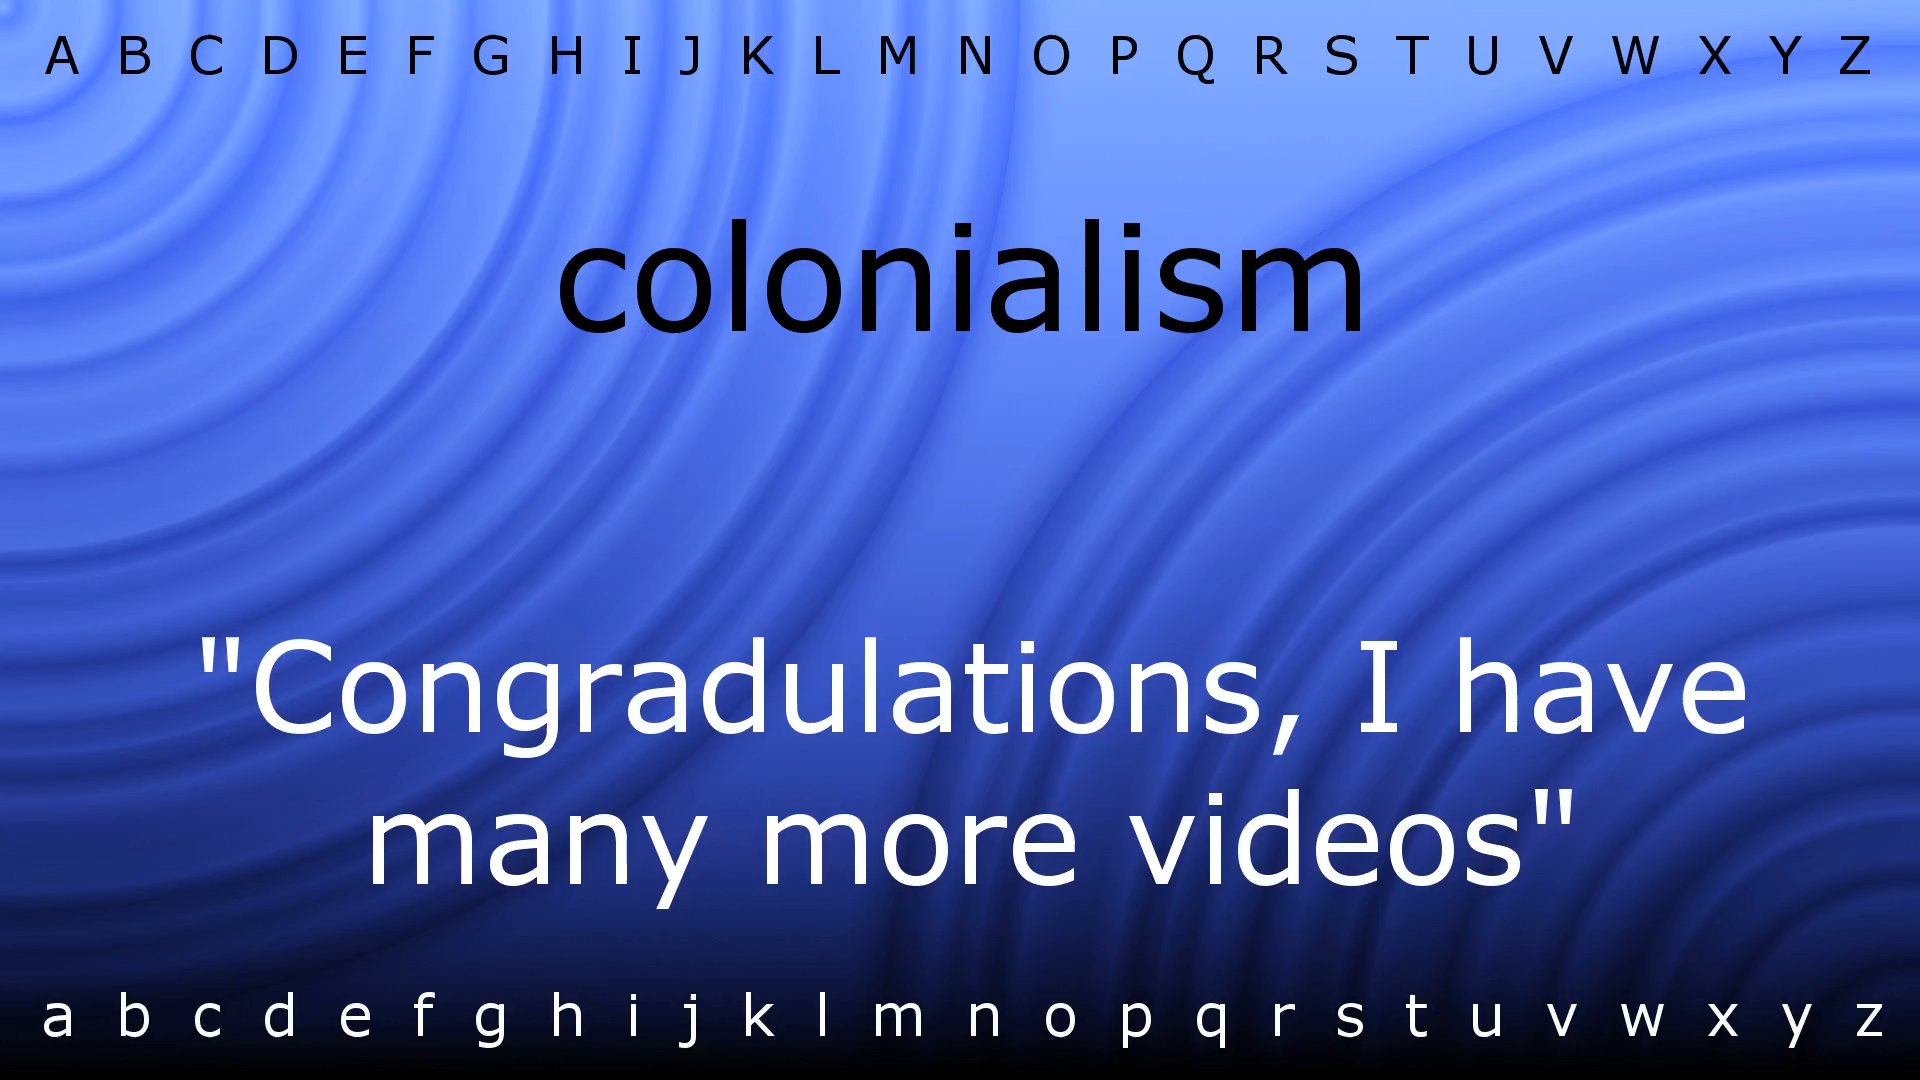 A B C D E F G H I J K L M N O P Q R S T U V W X Y Z
colonialism
"Congradulations, I have
many more videos"
a b c d e f g h i j k l m n o p q r s t u v w x y z